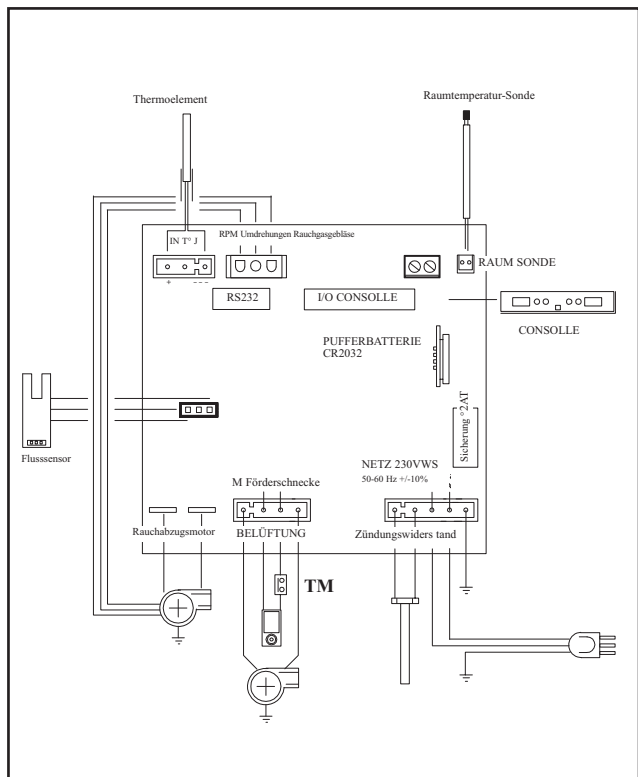 Thermoelement
Raumtemperatur-Sonde
RPM Umdrehungen Rauchgasgebläse
IN T° J
+
- - -
RAUM SONDE
RS232
I/O CONSOLLE
CONSOLLE
PUFFERBATTERIE
CR2032
Sicherung °2AT
Flusssensor
NETZ 230VWS
50-60 Hz +/-10%
M Förderschnecke
Rauchabzugsmotor
BELÜFTUNG
Zündungswiders tand
TM